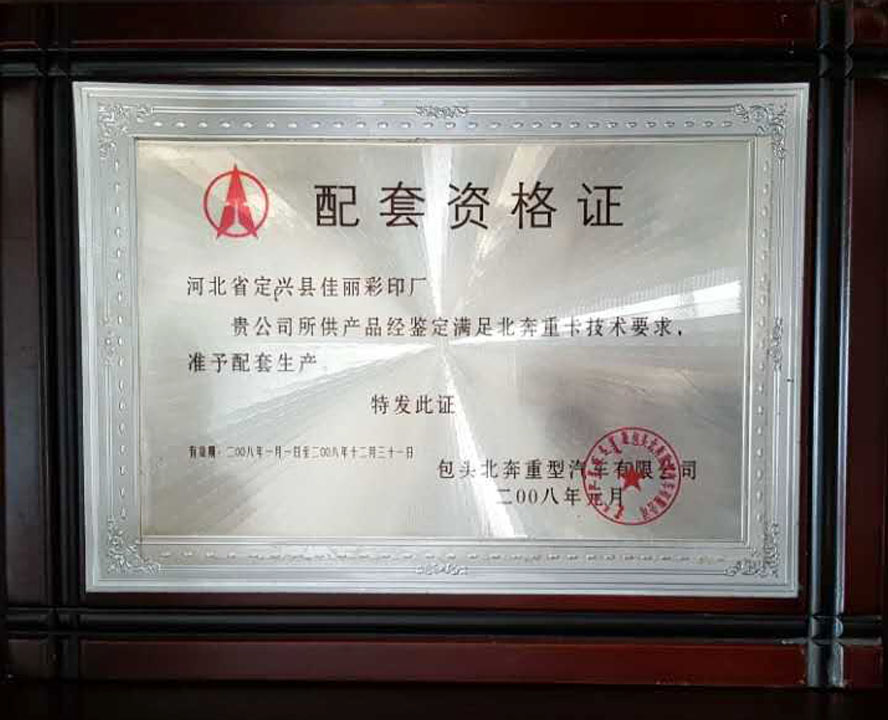 配套资格证
河北省定兴县佳丽彩印厂
贵公司所供产品经鉴定满足北奔重卡技术要求，
准予配套生产
特发此证
有效期：二00八年一月一日至二00八年十二月三十一日
包头北奔重型汽车有限公司
二00八年元月